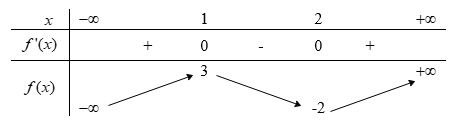 x −∞ 1 2 +∞
f'(x) + 0 - 0 +
3 +∞
f(x)
−∞ -2